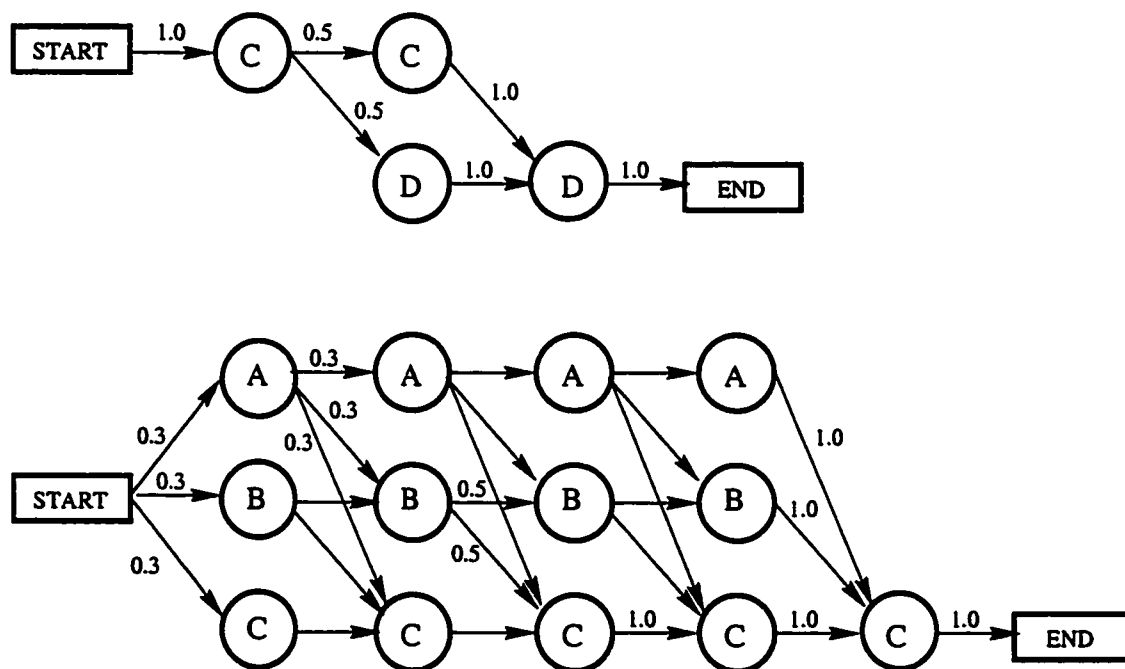 START 1.0 C 0.5 C
0.5 1.0
D 1.0 D 1.0 END
A 0.3 A A A
0.3 0.3 0.3 1.0
START 0.3 B B 0.5 B B 1.0
0.3 0.5
C C C 1.0 C 1.0 C 1.0 END